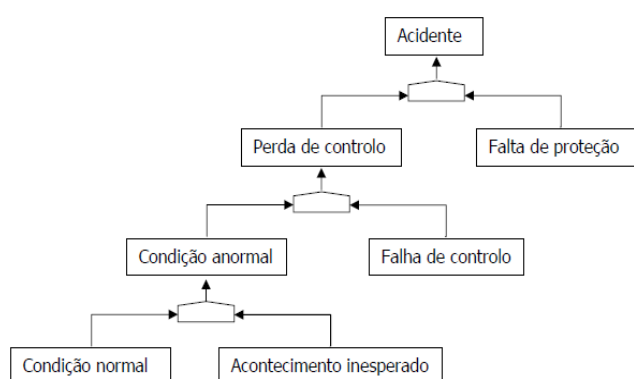 Acidente
Perda de controlo
Falta de proteção
Condição anormal
Falha de controlo
Condição normal
Acontecimento inesperado